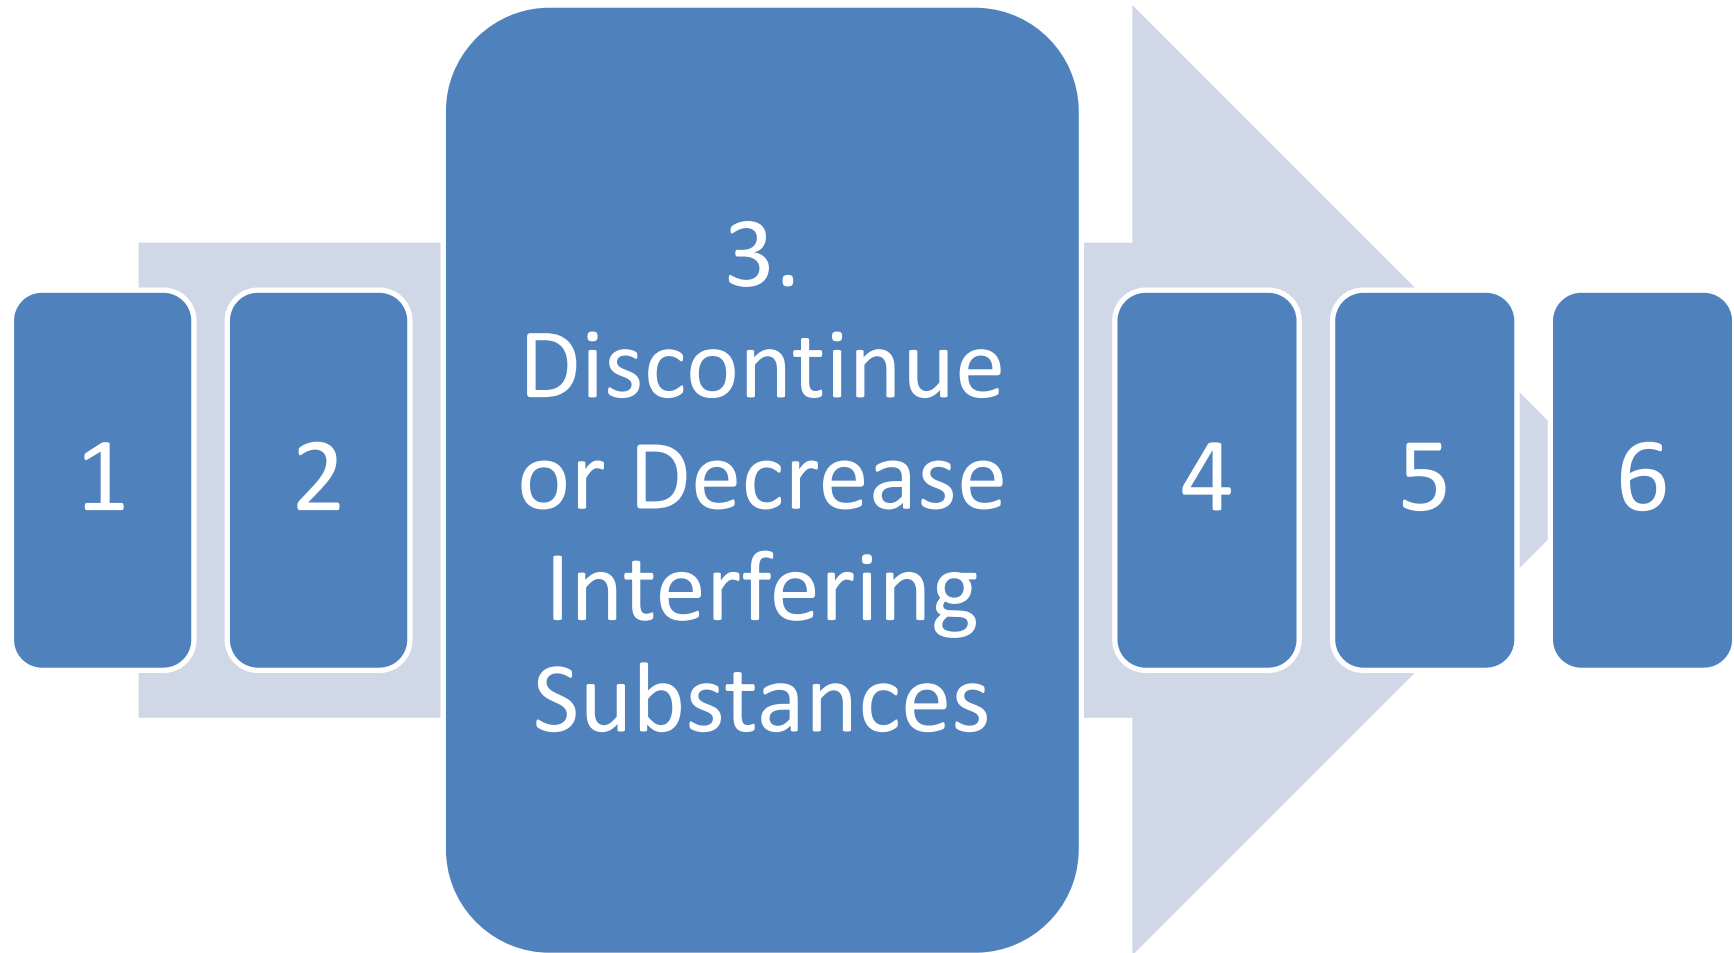 1
2
3.
Discontinue
or Decrease
Interfering
Substances
4
5
6